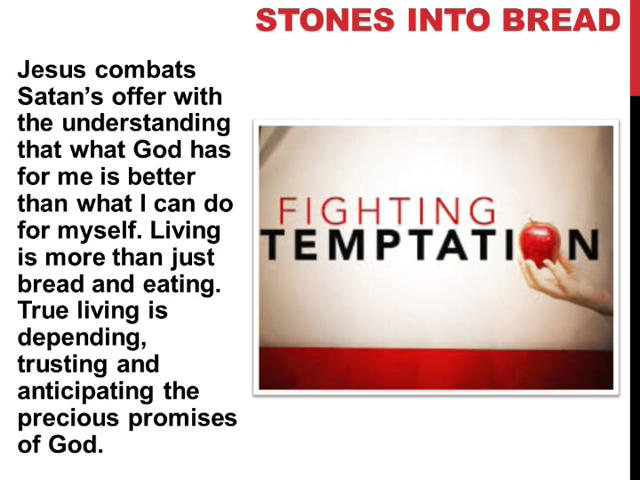 STONES INTO BREAD
Jesus combats
Satan’s offer with
the understanding
that what God has
for me is better
than what I can do
for myself. Living
is more than just
bread and eating.
True living is
depending,
trusting and
anticipating the
precious promises
of God.
FIGHTING
TEMPTATION